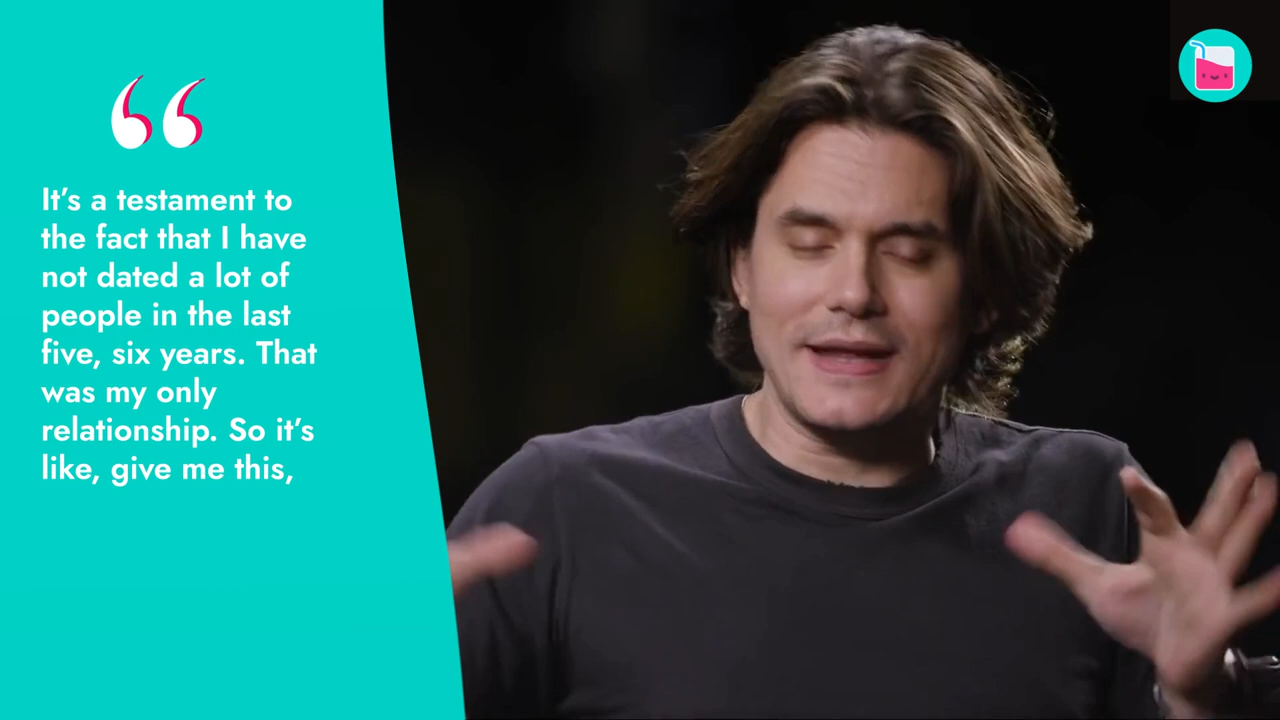 It’s a testament to
the fact that I have
not dated a lot of
people in the last
five, six years. That
was my only
relationship. So it’s
like, give me this,